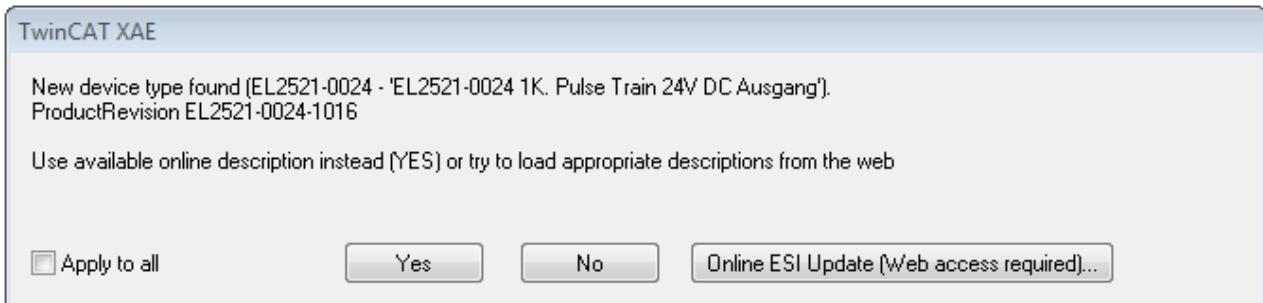 TwinCAT XAE
New device type found (EL2521-0024 - 'EL2521-0024 1K. Pulse Train 24V DC Ausgang').
ProductRevision EL2521-0024-1016
Use available online description instead (YES) or try to load appropriate descriptions from the web
Apply to all Yes No Online ESI Update (Web access required)...